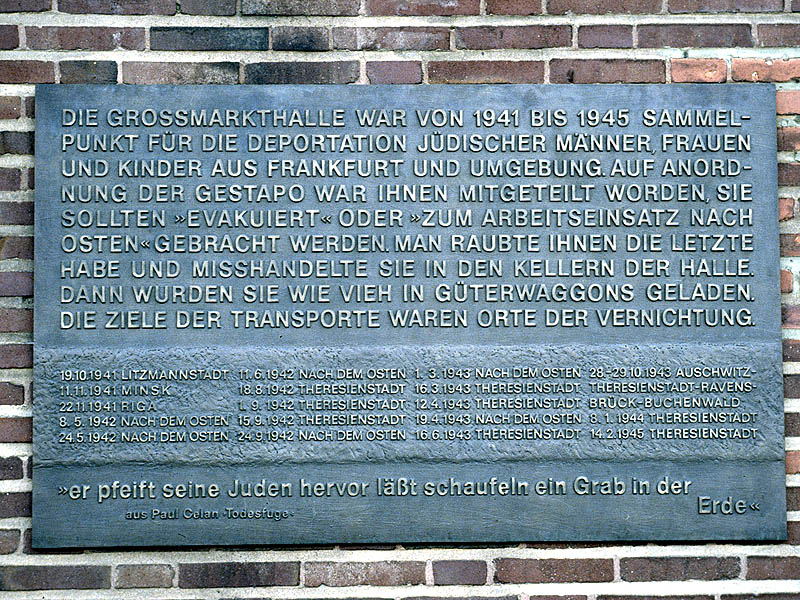 DIE GROSSMARKTHALLE WAR VON 1941 BIS 1945 SAMMEL-
PUNKT FÜR DIE DEPORTATION JÜDISCHER MÄNNER, FRAUEN
UND KINDER AUS FRANKFURT UND UMGEBUNG. AUF ANORD-
NUNG DER GESTAPO WAR IHNEN MITGETEILT WORDEN, SIE
SOLLTEN »EVAKUIERT« ODER »ZUM ARBEITSEINSATZ NACH
OSTEN« GEBRACHT WERDEN. MAN RAUBTE IHNEN DIE LETZTE
HABE UND MISSHANDELTE SIE IN DEN KELLERN DER HALLE.
DANN WURDEN SIE WIE VIEH IN GÜTERWAGGONS GELADEN.
DIE ZIELE DER TRANSPORTE WAREN ORTE DER VERNICHTUNG.
19.10.1941 LITZMANNSTADT
11.11.1941 MINSK
22.11.1941 RIGA
8. 5.1942 NACH DEM OSTEN
24.5.1942 NACH DEM OSTEN
11.6.1942 NACH DEM OSTEN
18.8.1942 THERESIENSTADT
1. 9.1942 THERESIENSTADT
15.9.1942 THERESIENSTADT
24.9.1942 NACH DEM OSTEN
1. 3.1943 NACH DEM OSTEN
16.3.1943 THERESIENSTADT
12.4.1943 THERESIENSTADT
19.4.1943 NACH DEM OSTEN
16.6.1943 THERESIENSTADT
28.-29.10.1943 AUSCHWITZ-
THERESIENSTADT-RAVENS-
BRÜCK-BUCHENWALD
8. 1. 1944 THERESIENSTADT
14.2.1945 THERESIENSTADT
»er pfeift seine Juden hervor läßt schaufeln ein Grab in der
Erde«
aus Paul Celan »Todesfuge«